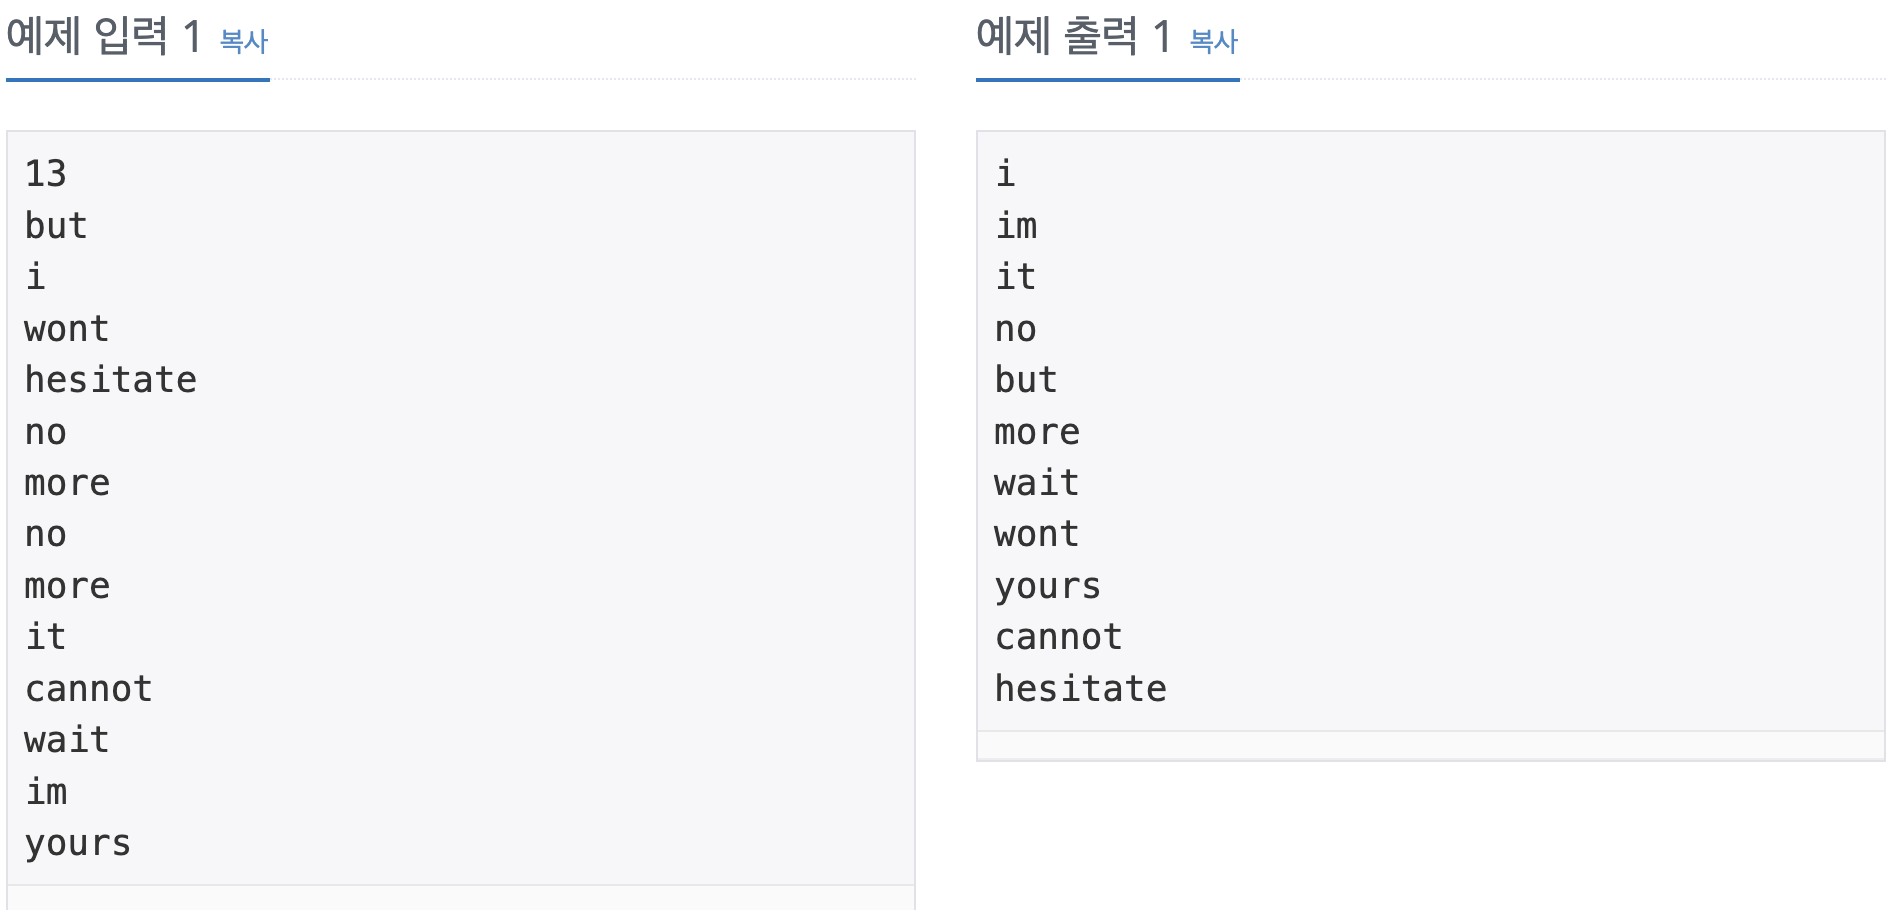 예제 입력 1 복사
13
but
i
wont
hesitate
no
more
no
more
it
cannot
wait
im
yours
예제 출력 1 복사
i
im
it
no
but
more
wait
wont
yours
cannot
hesitate